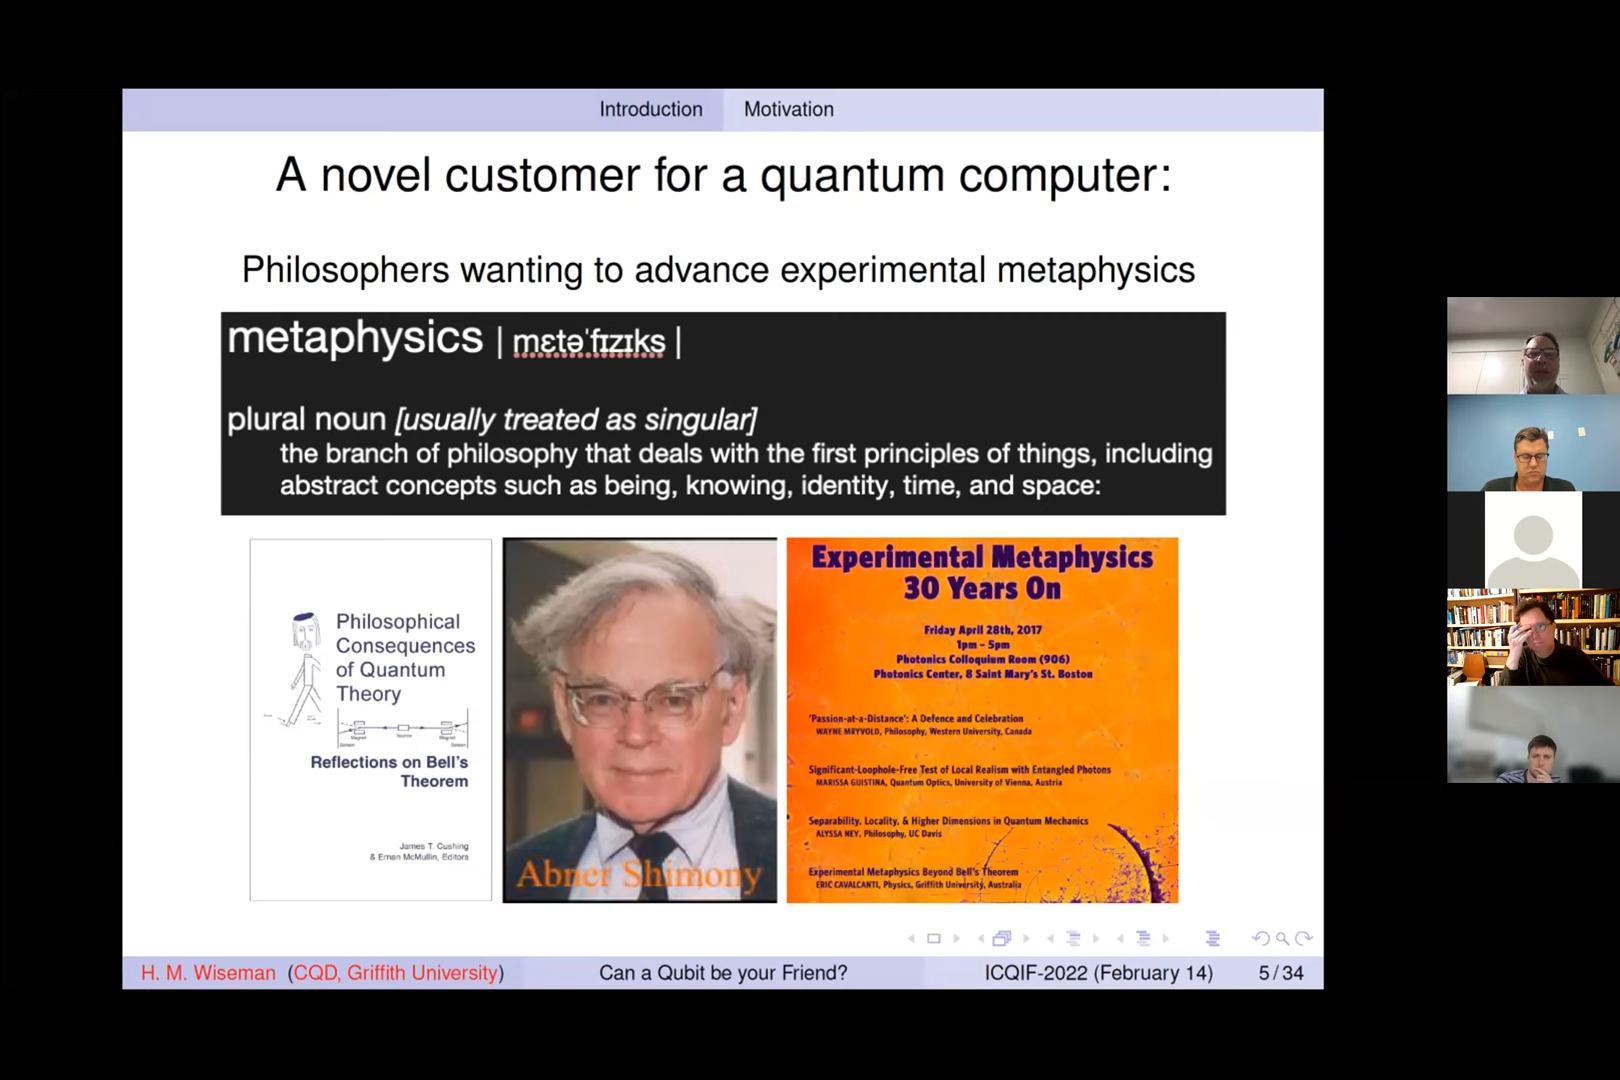 Introduction Motivation
A novel customer for a quantum computer:
Philosophers wanting to advance experimental metaphysics
metaphysics | mɛtəˈfɪzɪks |
plural noun [usually treated as singular]
the branch of philosophy that deals with the first principles of things, including
abstract concepts such as being, knowing, identity, time, and space:
Philosophical
Consequences
of Quantum
Theory
Magnet Source Magnet
Screen Screen
Reflections on Bell's
Theorem
James T. Cushing
& Ernan McMullin, Editors
Abner Shimony
Experimental Metaphysics
30 Years On
Friday April 28th, 2017
1pm – 5pm
Photonics Colloquium Room (906)
Photonics Center, 8 Saint Mary's St. Boston
'Passion-at-a-Distance': A Defence and Celebration
WAYNE MRYVOLD, Philosophy, Western University, Canada
Significant-Loophole-Free Test of Local Realism with Entangled Photons
MARISSA GUISTINA, Quantum Optics, University of Vienna, Austria
Separability, Locality, & Higher Dimensions in Quantum Mechanics
ALYSSA NEY, Philosophy, UC Davis
Experimental Metaphysics Beyond Bell's Theorem
ERIC CAVALCANTI, Physics, Griffith University, Australia
H. M. Wiseman (CQD, Griffith University) Can a Qubit be your Friend? ICQIF-2022 (February 14) 5 / 34